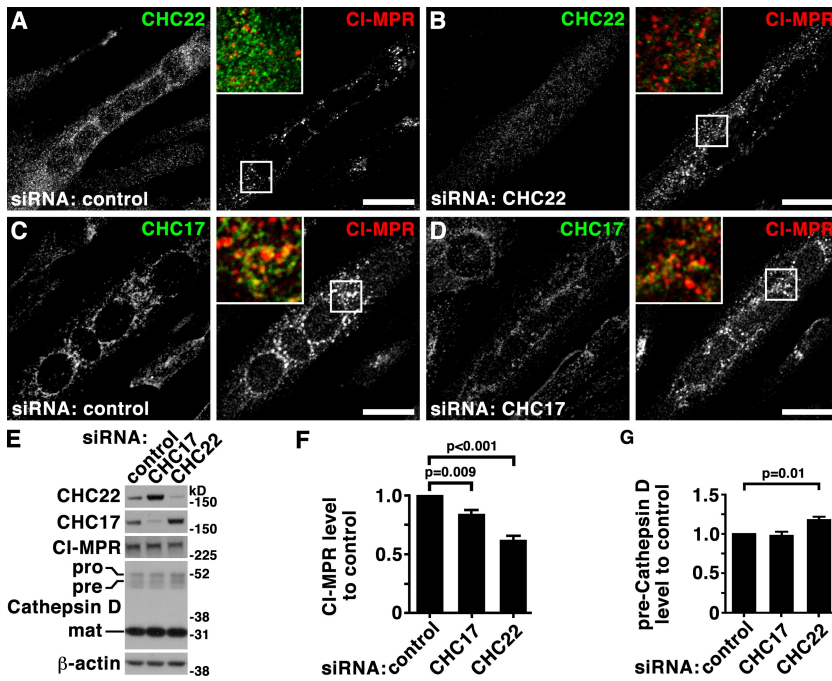 A CHC22 CI-MPR B CHC22 CI-MPR
siRNA: control siRNA: CHC22
C CHC17 CI-MPR D CHC17 CI-MPR
siRNA: control siRNA: CHC17
E siRNA:
control CHC17 CHC22
kD
CHC22 -150
CHC17 -150
CI-MPR -225
pro -52
pre
Cathepsin D -38
mat -31
β-actin -38
F
p<0.001
p=0.009
CI-MPR level
to control
1.0
0.5
0
siRNA: control CHC17 CHC22
G
p=0.01
pre-Cathepsin D
level to control
1.5
1.0
0.5
0
siRNA: control CHC17 CHC22